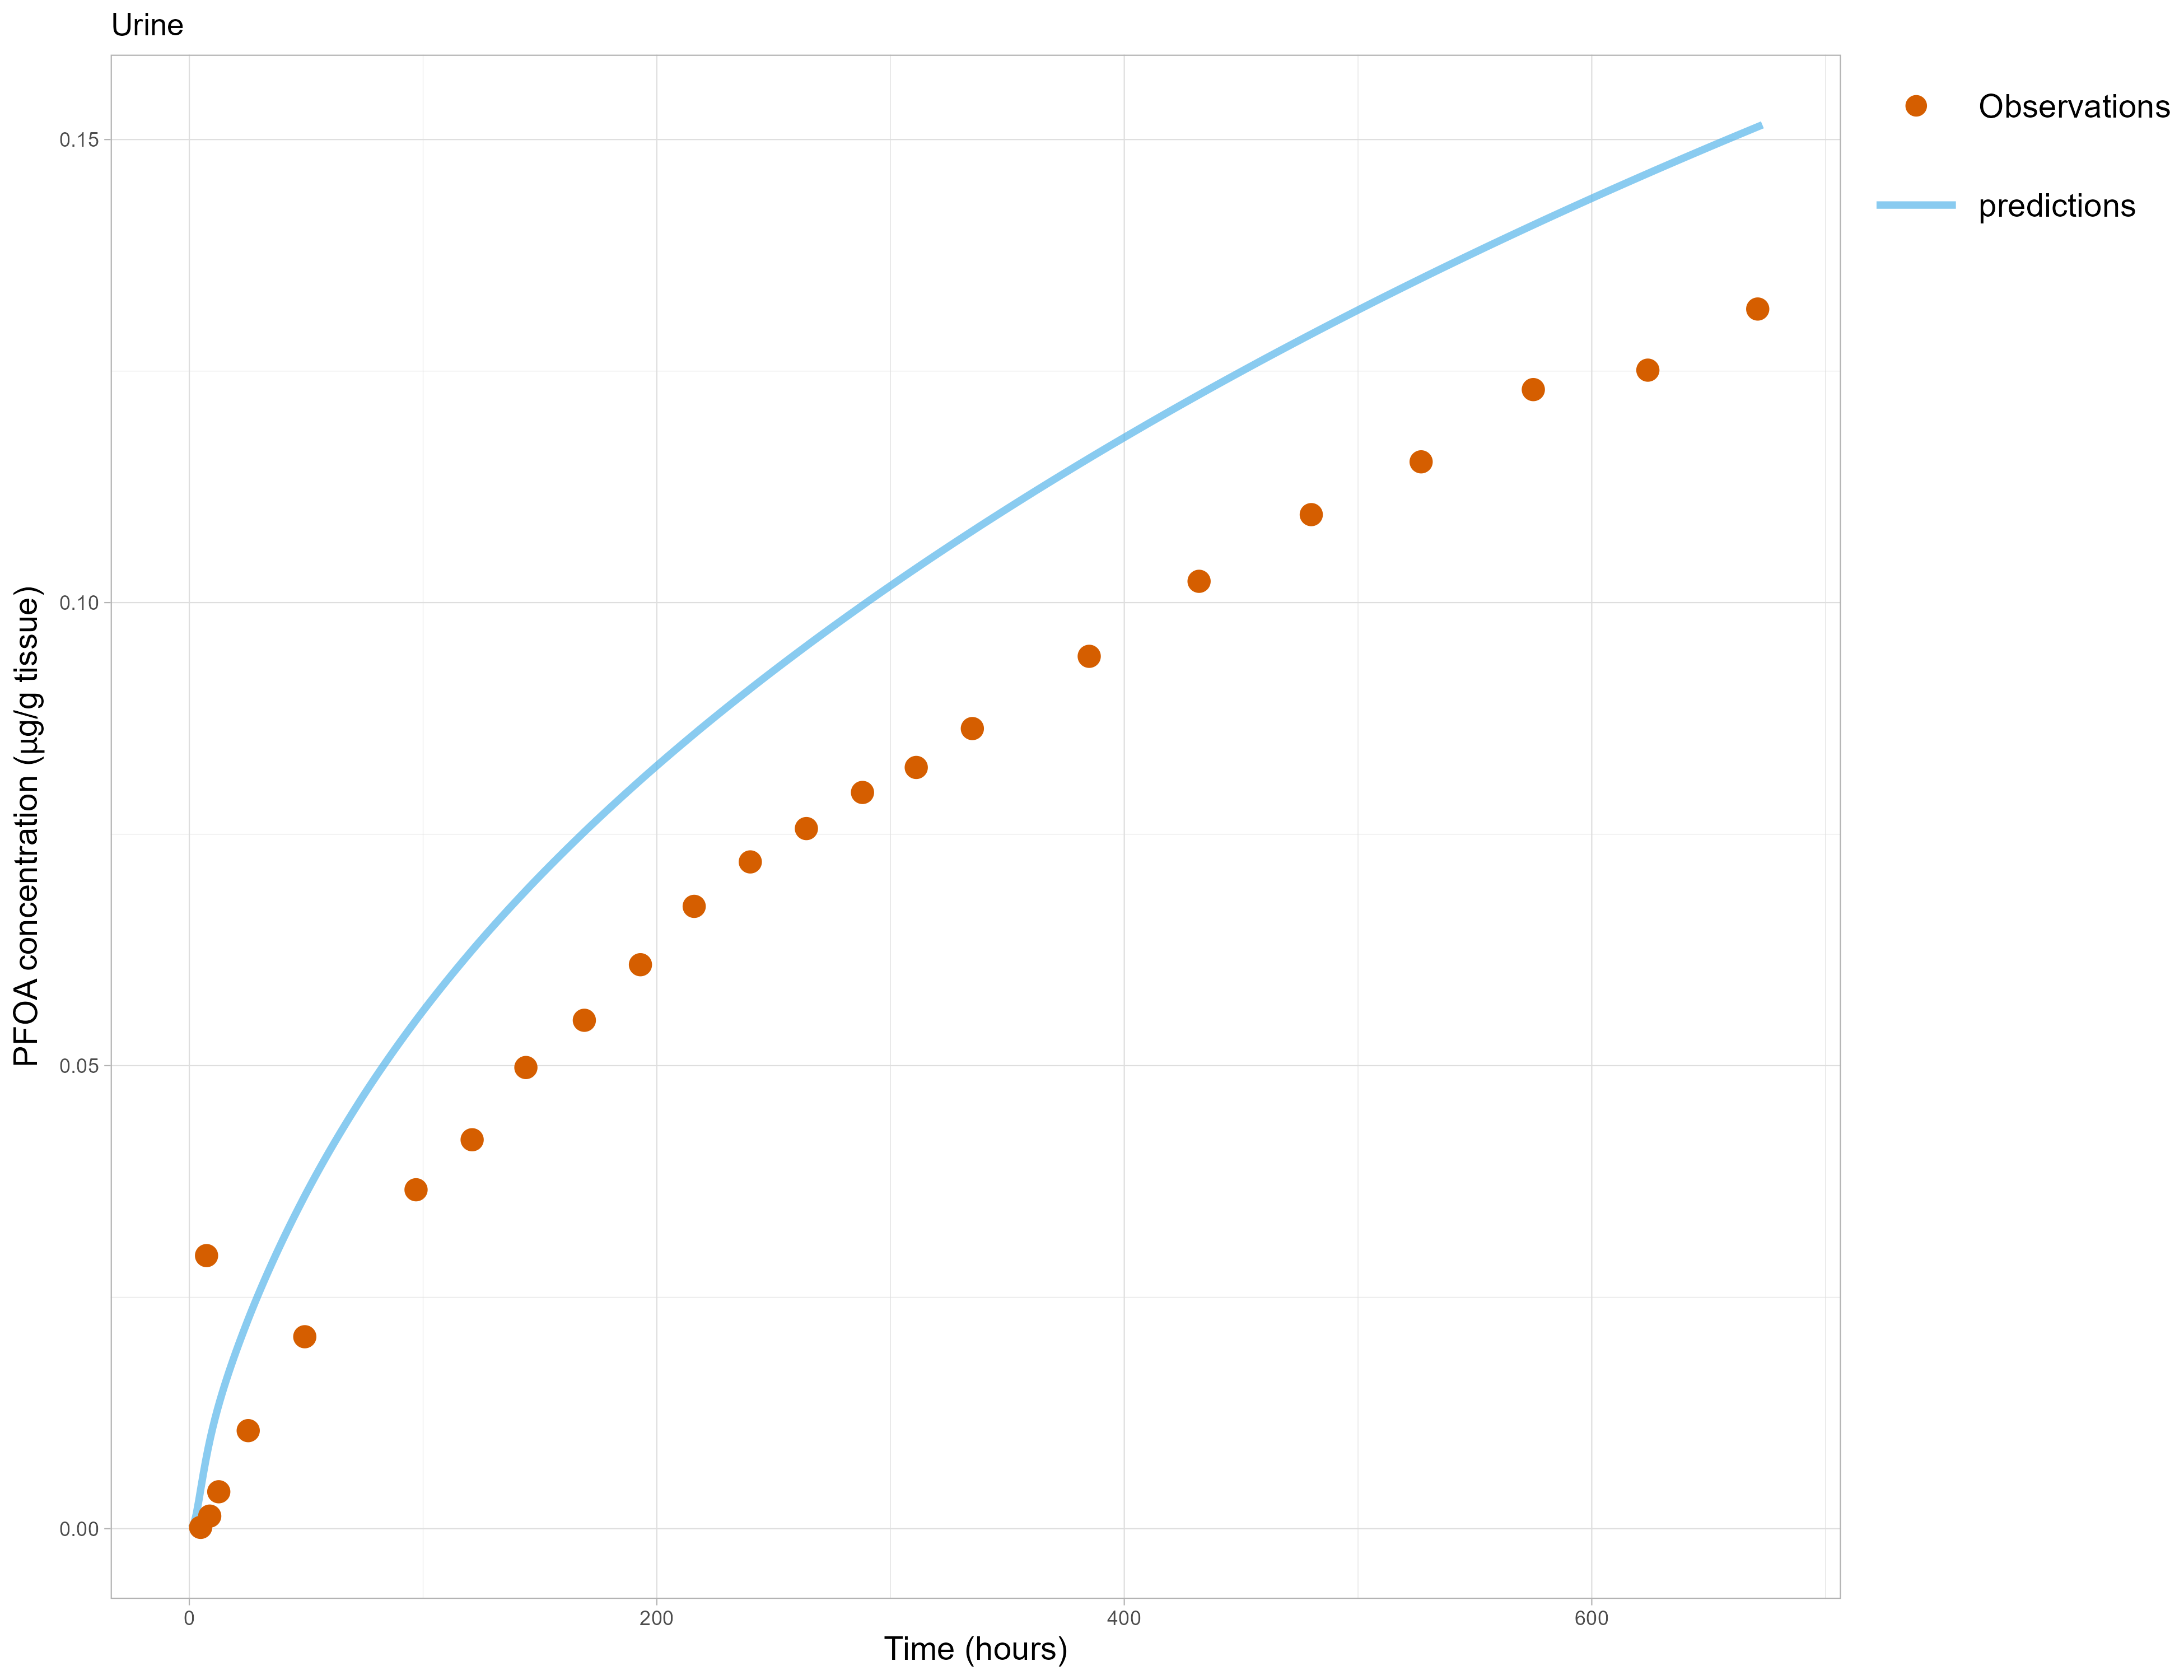 Urine
Observations
predictions
PFOA concentration (µg/g tissue)
0.15
0.10
0.05
0.00
0
200
400
600
Time (hours)